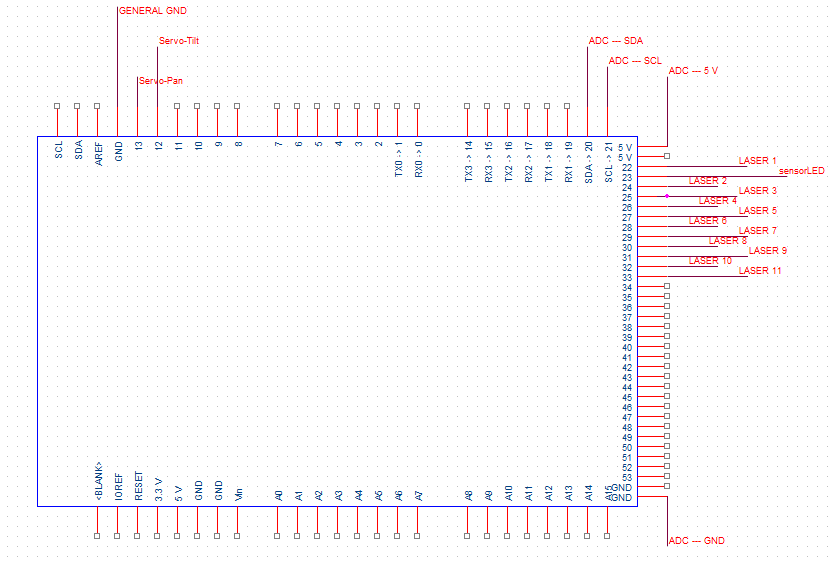 GENERAL GND
Servo-Tilt
ADC --- SDA
ADC --- SCL
ADC --- 5 V
Servo-Pan
SCL
SDA
AREF
GND
13
12
11
10
9
8
7
6
5
4
3
2
TX0 -> 1
RX0 -> 0
TX3 -> 14
RX3 -> 15
TX2 -> 16
RX2 -> 17
TX1 -> 18
RX1 -> 19
SDA -> 20
SCL -> 21
5 V
5 V
22 LASER 1
23 sensorLED
24 LASER 2
25 LASER 3
26 LASER 4
27 LASER 5
28 LASER 6
29 LASER 7
30 LASER 8
31 LASER 9
32 LASER 10
33 LASER 11
34
35
36
37
38
39
40
41
42
43
44
45
46
47
48
49
50
51
52
53
GND
GND
<BLANK>
IOREF
RESET
3.3 V
5 V
GND
GND
Vin
A0
A1
A2
A3
A4
A5
A6
A7
A8
A9
A10
A11
A12
A13
A14
A15
ADC --- GND